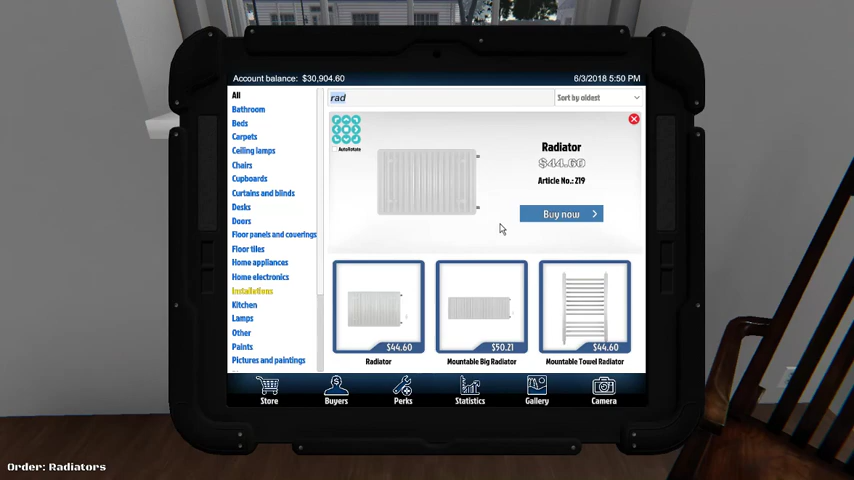 Account balance: $30,904.60
6/3/2018 5:50 PM
All
Bathroom
Beds
Carpets
Ceiling lamps
Chairs
Cupboards
Curtains and blinds
Desks
Doors
Floor panels and coverings
Floor tiles
Home appliances
Home electronics
Installations
Kitchen
Lamps
Other
Paints
Pictures and paintings
rad
Sort by oldest
AutoRotate
Radiator
$44.60
Article No.: Z19
Buy now
$44.60
Radiator
$50.21
Mountable Big Radiator
$44.60
Mountable Towel Radiator
Store
Buyers
Perks
Statistics
Gallery
Camera
Order: Radiators